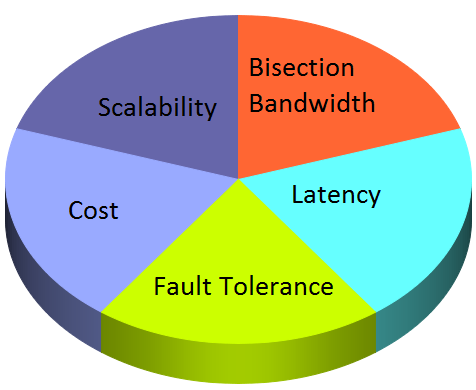 Scalability
Bisection
Bandwidth
Latency
Cost
Fault Tolerance